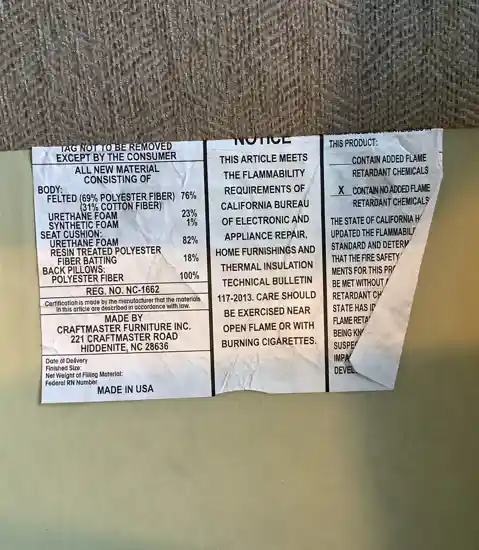 TAG NOT TO BE REMOVED
EXCEPT BY THE CONSUMER
ALL NEW MATERIAL
CONSISTING OF
BODY:
FELTED (69% POLYESTER FIBER) 76%
(31% COTTON FIBER)
URETHANE FOAM 23%
SYNTHETIC FOAM 1%
SEAT CUSHION:
URETHANE FOAM 82%
RESIN TREATED POLYESTER
FIBER BATTING 18%
BACK PILLOWS:
POLYESTER FIBER 100%
REG. NO. NC-1662
Certification is made by the manufacturer that the materials
in this article are described in accordance with law.
MADE BY
CRAFTMASTER FURNITURE INC.
221 CRAFTMASTER ROAD
HIDDENITE, NC 28636
Date of Delivery
Finished Size:
Net Weight of Filling Material:
Federal RN Number
MADE IN USA
NOTICE
THIS ARTICLE MEETS
THE FLAMMABILITY
REQUIREMENTS OF
CALIFORNIA BUREAU
OF ELECTRONIC AND
APPLIANCE REPAIR,
HOME FURNISHINGS AND
THERMAL INSULATION
TECHNICAL BULLETIN
117-2013. CARE SHOULD
BE EXERCISED NEAR
OPEN FLAME OR WITH
BURNING CIGARETTES.
THIS PRODUCT:
CONTAIN ADDED FLAME
RETARDANT CHEMICALS
X CONTAIN NO ADDED FLAME
RETARDANT CHEMICALS
THE STATE OF CALIFORNIA H
UPDATED THE FLAMMABILI
STANDARD AND DETERM
THAT THE FIRE SAFETY
MENTS FOR THIS PR
BE MET WITHOUT
RETARDANT CH
STATE HAS ID
FLAME RETA
BEING KN
SUSPE
IMPA
DEVEL